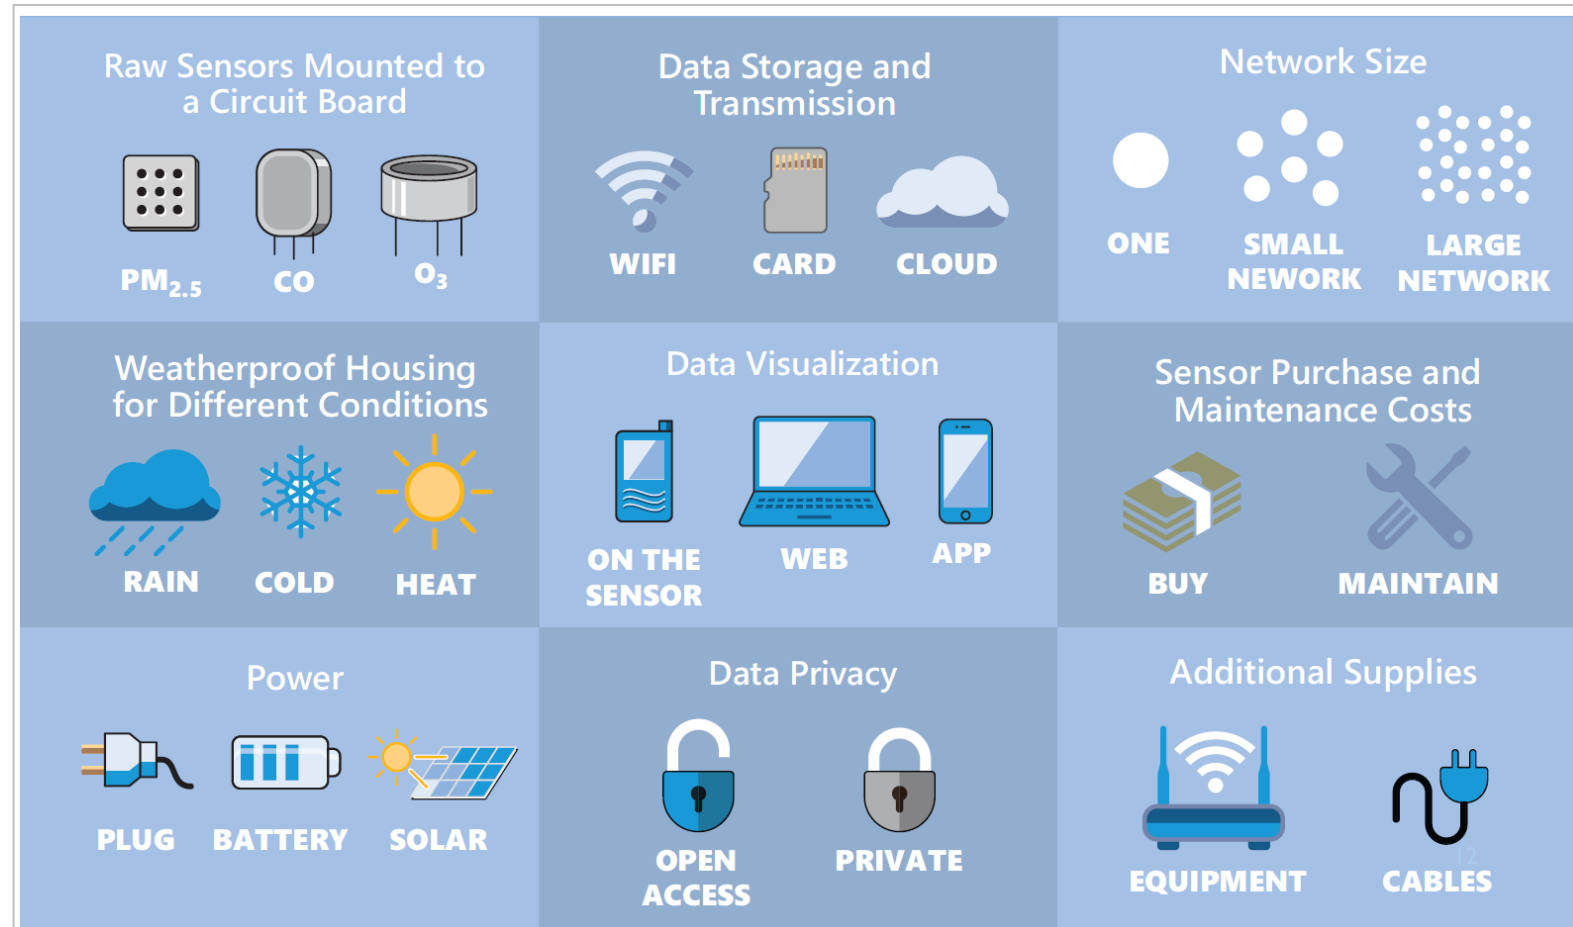 Raw Sensors Mounted to
a Circuit Board
PM2.5
CO
O3
Data Storage and
Transmission
WIFI
CARD
CLOUD
Network Size
ONE
SMALL
NEWORK
LARGE
NETWORK
Weatherproof Housing
for Different Conditions
RAIN
COLD
HEAT
Data Visualization
ON THE
SENSOR
WEB
APP
Sensor Purchase and
Maintenance Costs
BUY
MAINTAIN
Power
PLUG
BATTERY
SOLAR
Data Privacy
OPEN
ACCESS
PRIVATE
Additional Supplies
EQUIPMENT
CABLES
12